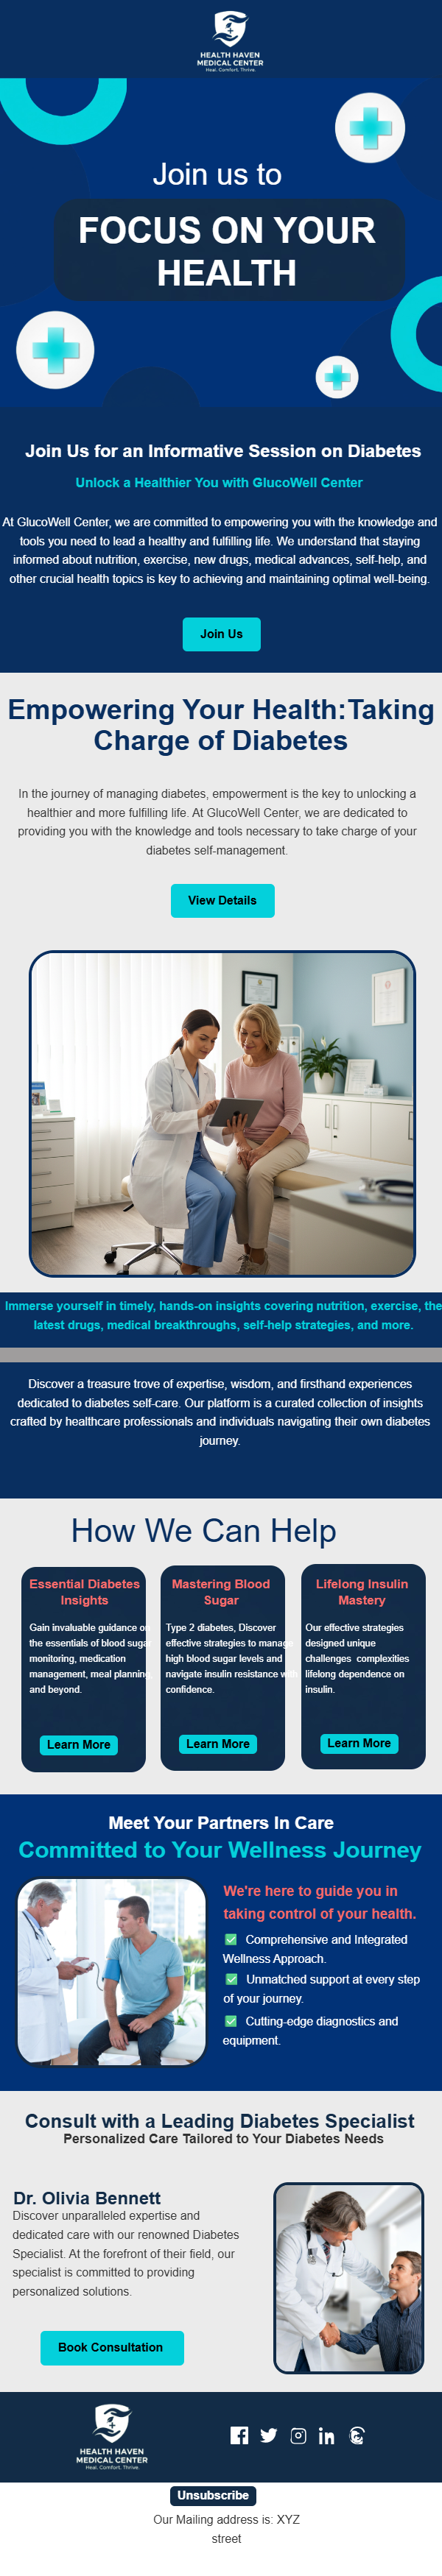 HEALTH HAVEN
MEDICAL CENTER
Heal. Comfort. Thrive.
Join us to
FOCUS ON YOUR
HEALTH
Join Us for an Informative Session on Diabetes
Unlock a Healthier You with GlucoWell Center
At GlucoWell Center, we are committed to empowering you with the knowledge and
tools you need to lead a healthy and fulfilling life. We understand that staying
informed about nutrition, exercise, new drugs, medical advances, self-help, and
other crucial health topics is key to achieving and maintaining optimal well-being.
Join Us
Empowering Your Health:Taking
Charge of Diabetes
In the journey of managing diabetes, empowerment is the key to unlocking a
healthier and more fulfilling life. At GlucoWell Center, we are dedicated to
providing you with the knowledge and tools necessary to take charge of your
diabetes self-management.
View Details
Immerse yourself in timely, hands-on insights covering nutrition, exercise, the
latest drugs, medical breakthroughs, self-help strategies, and more.
Discover a treasure trove of expertise, wisdom, and firsthand experiences
dedicated to diabetes self-care. Our platform is a curated collection of insights
crafted by healthcare professionals and individuals navigating their own diabetes
journey.
How We Can Help
Essential Diabetes
Insights
Gain invaluable guidance on
the essentials of blood sugar
monitoring, medication
management, meal planning,
and beyond.
Learn More
Mastering Blood
Sugar
Type 2 diabetes, Discover
effective strategies to manage
high blood sugar levels and
navigate insulin resistance with
confidence.
Learn More
Lifelong Insulin
Mastery
Our effective strategies
designed unique
challenges complexities
lifelong dependence on
insulin.
Learn More
Meet Your Partners In Care
Committed to Your Wellness Journey
We're here to guide you in
taking control of your health.
✅ Comprehensive and Integrated
Wellness Approach.
✅ Unmatched support at every step
of your journey.
✅ Cutting-edge diagnostics and
equipment.
Consult with a Leading Diabetes Specialist
Personalized Care Tailored to Your Diabetes Needs
Dr. Olivia Bennett
Discover unparalleled expertise and
dedicated care with our renowned Diabetes
Specialist. At the forefront of their field, our
specialist is committed to providing
personalized solutions.
Book Consultation
HEALTH HAVEN
MEDICAL CENTER
Heal. Comfort. Thrive.
Unsubscribe
Our Mailing address is: XYZ
street